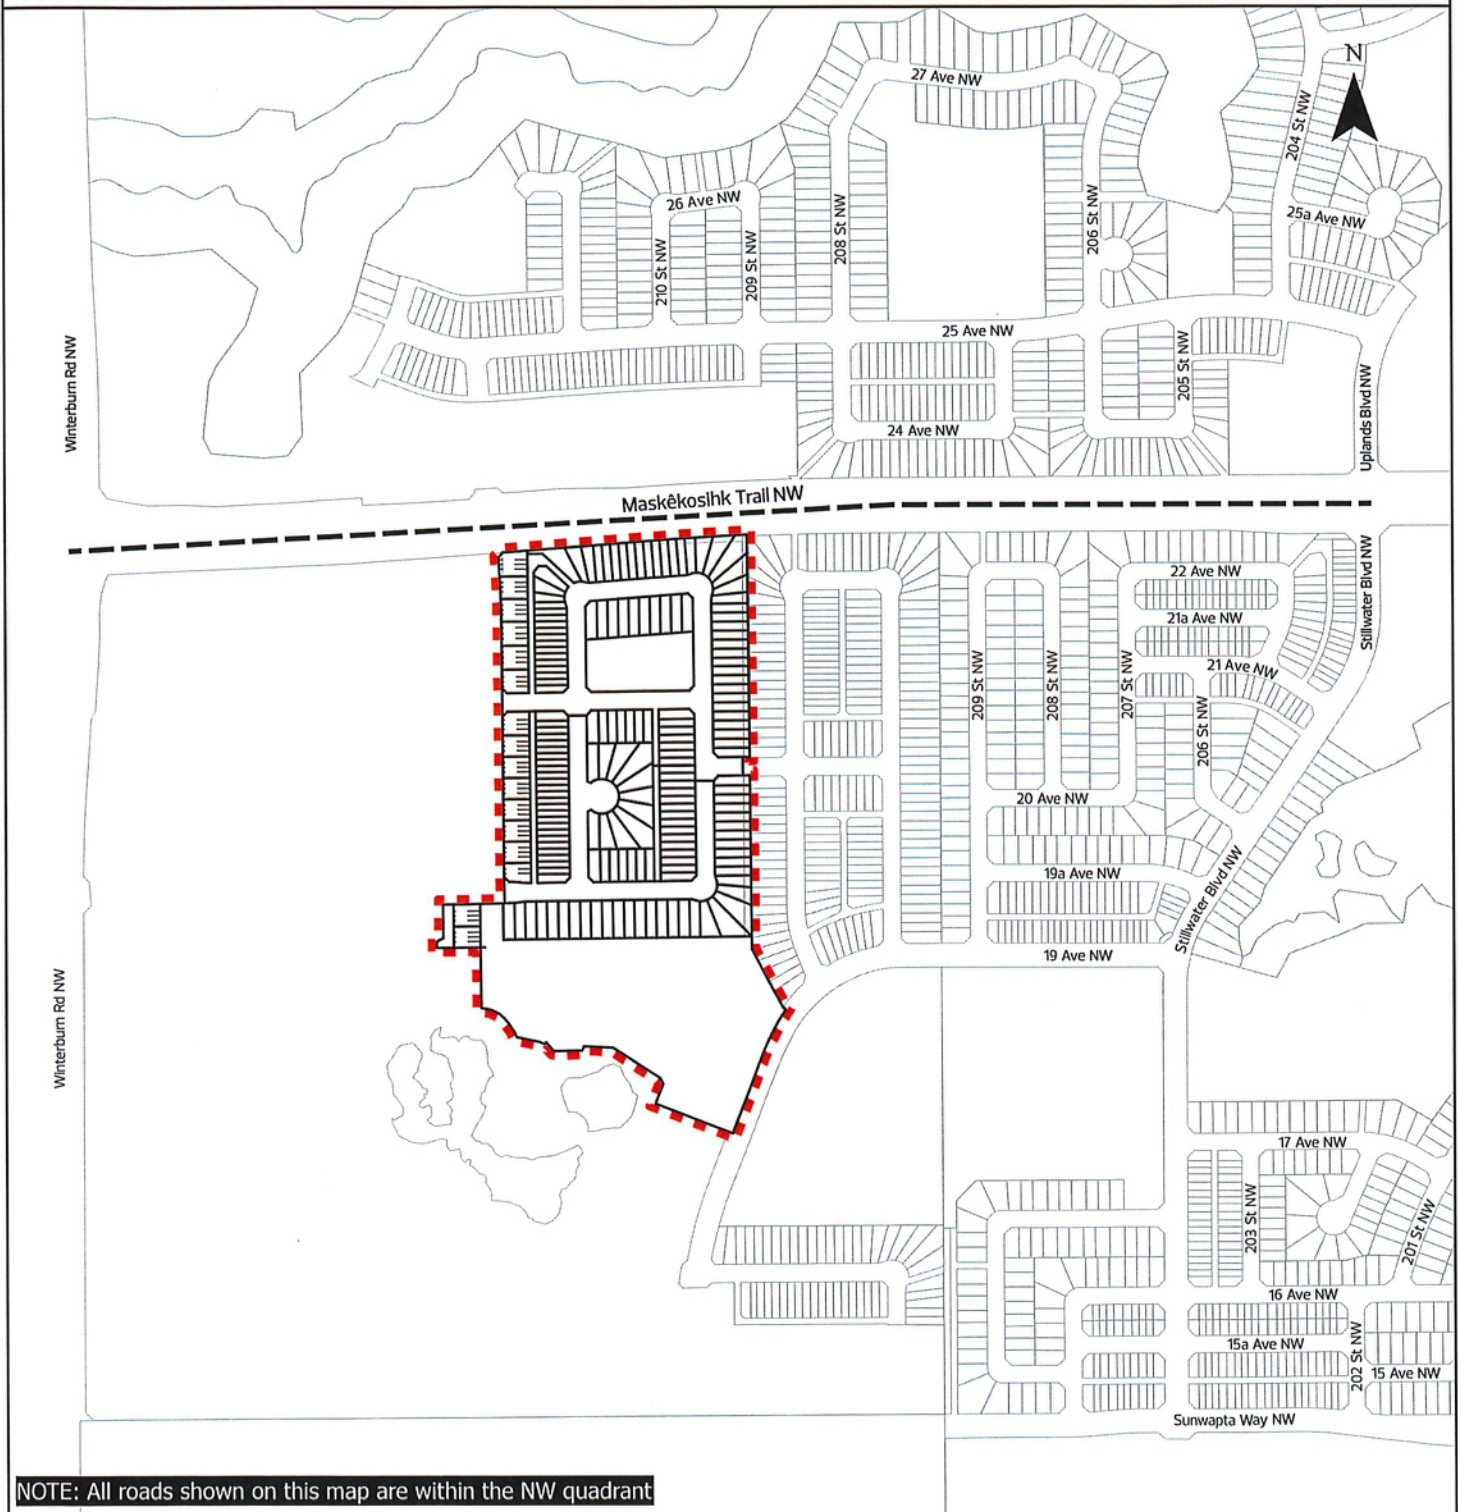 N
27 Ave NW
204 St NW
26 Ave NW
25a Ave NW
208 St NW
206 St NW
210 St NW
209 St NW
25 Ave NW
205 St NW
Winterburn Rd NW
Uplands Blvd NW
24 Ave NW
Maskêkosihk Trail NW
22 Ave NW
Stillwater Blvd NW
21a Ave NW
21 Ave NW
209 St NW
208 St NW
207 St NW
206 St NW
20 Ave NW
19a Ave NW
Stillwater Blvd NW
19 Ave NW
Winterburn Rd NW
17 Ave NW
203 St NW
201 St NW
16 Ave NW
15a Ave NW
202 St NW
15 Ave NW
Sunwapta Way NW
NOTE: All roads shown on this map are within the NW quadrant